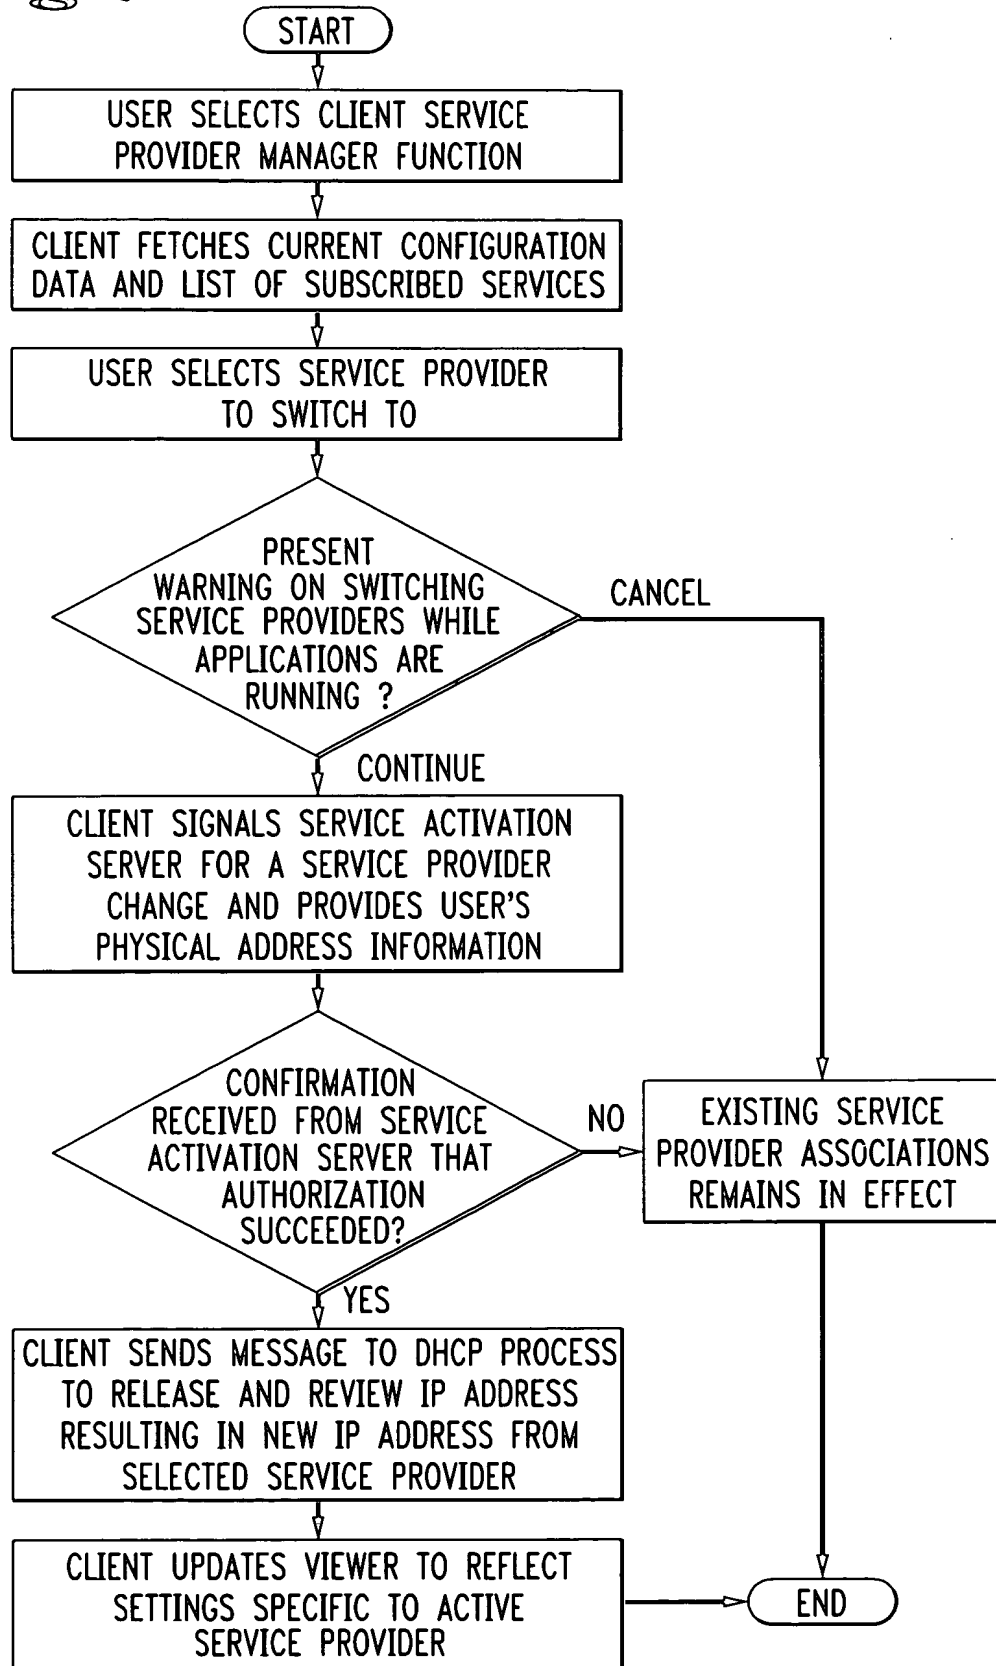 START
USER SELECTS CLIENT SERVICE
PROVIDER MANAGER FUNCTION
CLIENT FETCHES CURRENT CONFIGURATION
DATA AND LIST OF SUBSCRIBED SERVICES
USER SELECTS SERVICE PROVIDER
TO SWITCH TO
PRESENT
WARNING ON SWITCHING
SERVICE PROVIDERS WHILE
APPLICATIONS ARE
RUNNING ?
CANCEL
CONTINUE
CLIENT SIGNALS SERVICE ACTIVATION
SERVER FOR A SERVICE PROVIDER
CHANGE AND PROVIDES USER'S
PHYSICAL ADDRESS INFORMATION
CONFIRMATION
RECEIVED FROM SERVICE
ACTIVATION SERVER THAT
AUTHORIZATION
SUCCEEDED?
NO
EXISTING SERVICE
PROVIDER ASSOCIATIONS
REMAINS IN EFFECT
YES
CLIENT SENDS MESSAGE TO DHCP PROCESS
TO RELEASE AND REVIEW IP ADDRESS
RESULTING IN NEW IP ADDRESS FROM
SELECTED SERVICE PROVIDER
CLIENT UPDATES VIEWER TO REFLECT
SETTINGS SPECIFIC TO ACTIVE
SERVICE PROVIDER
END